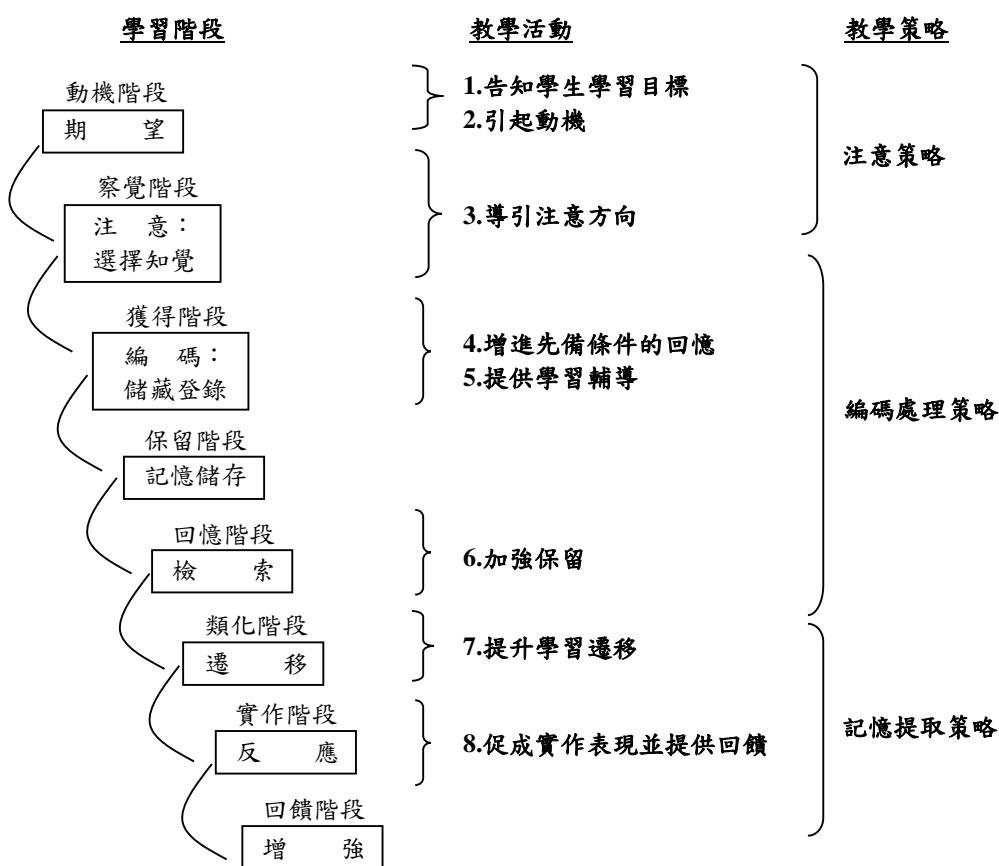 學習階段 教學活動 教學策略
動機階段
期 望
1.告知學生學習目標
2.引起動機
注意策略
察覺階段
注 意：
選擇知覺
3.導引注意方向
獲得階段
編 碼：
儲藏登錄
4.增進先備條件的回憶
5.提供學習輔導
編碼處理策略
保留階段
記憶儲存
回憶階段
檢 索
6.加強保留
類化階段
遷 移
7.提升學習遷移
實作階段
反 應
8.促成實作表現並提供回饋
記憶提取策略
回饋階段
增 強